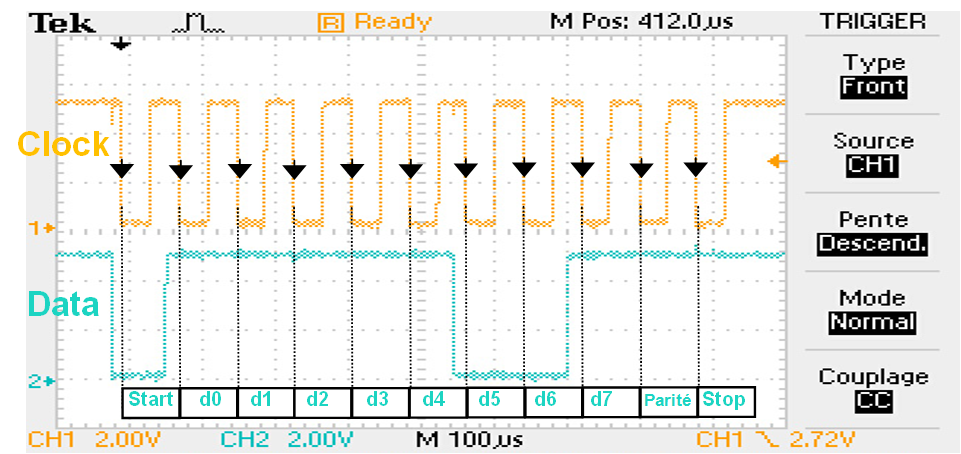 Tek R Ready M Pos: 412.0µs TRIGGER
Type
Front
Clock
Source
CH1
1
Pente
Descend.
Data
Mode
Normal
2
Start d0 d1 d2 d3 d4 d5 d6 d7 Parité Stop
Couplage
CC
CH1 2.00V CH2 2.00V M 100µs CH1 2.72V